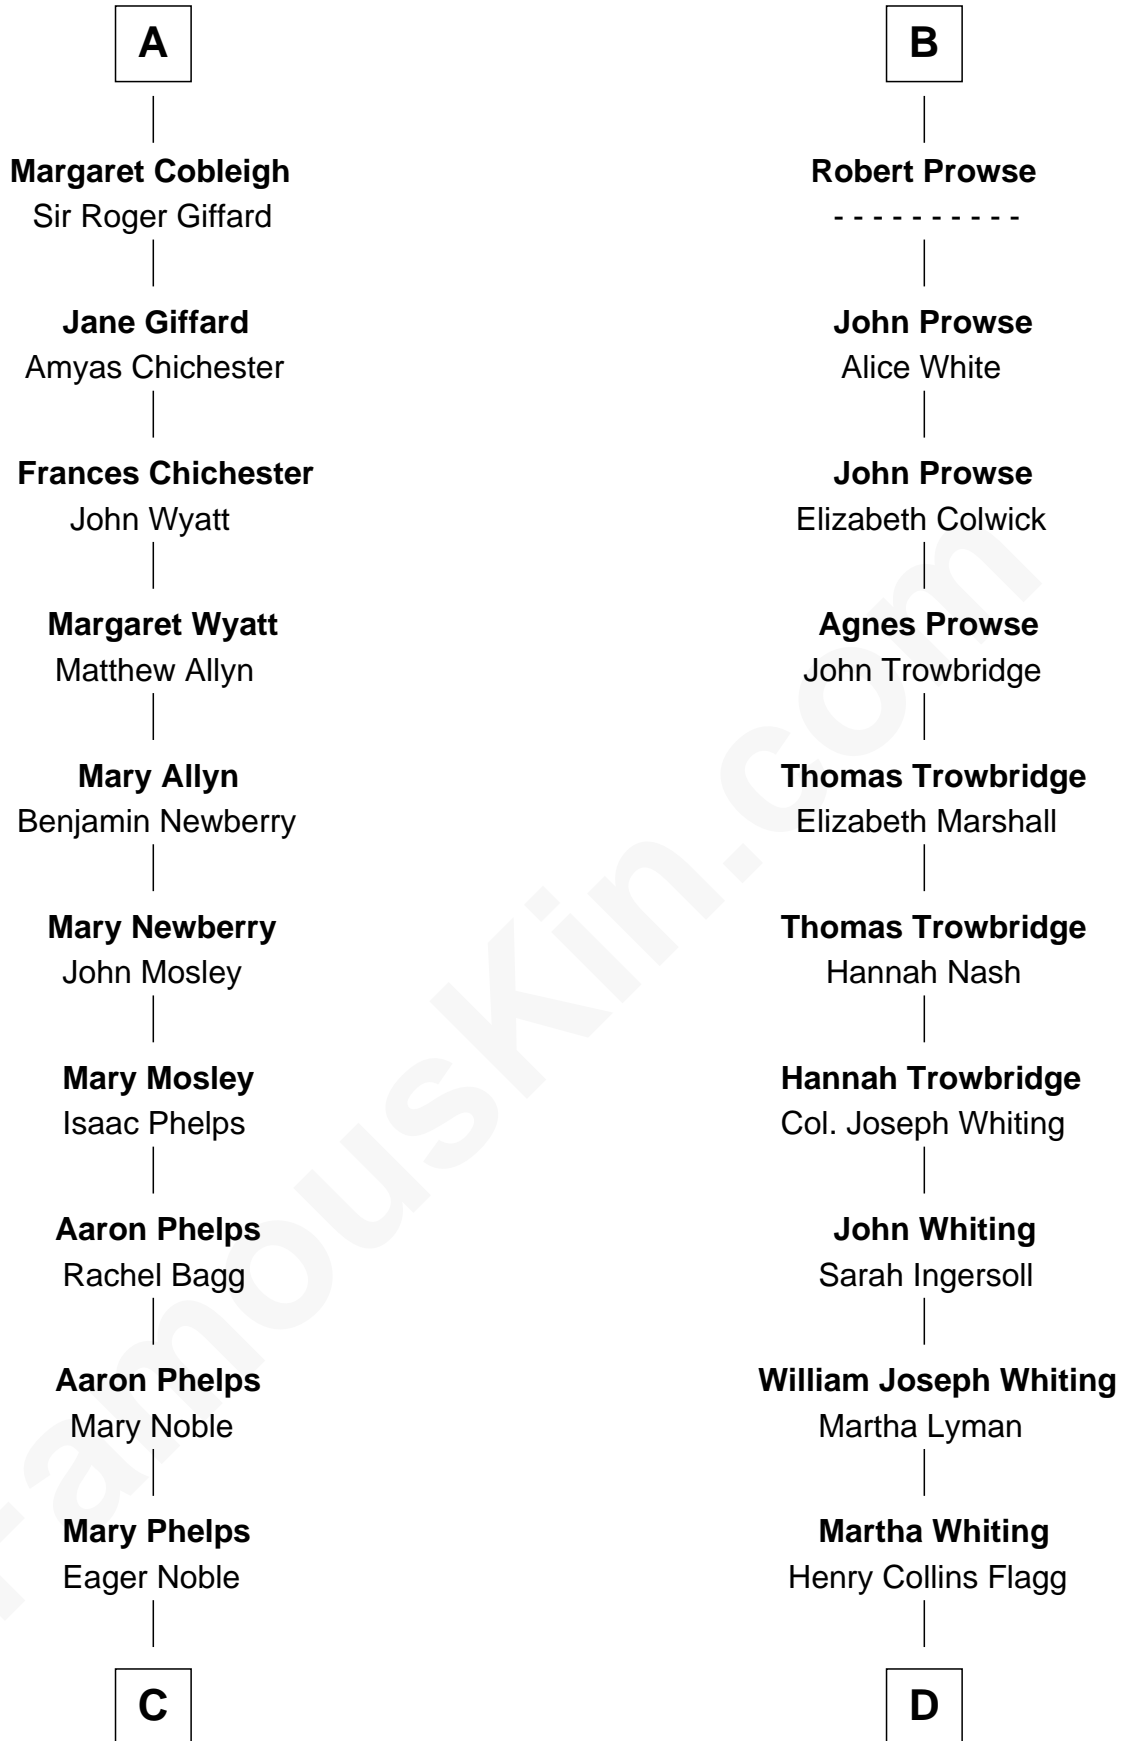 A
Margaret Cobleigh
Sir Roger Giffard
Jane Giffard
Amyas Chichester
Frances Chichester
John Wyatt
Margaret Wyatt
Matthew Allyn
Mary Allyn
Benjamin Newberry
Mary Newberry
John Mosley
Mary Mosley
Isaac Phelps
Aaron Phelps
Rachel Bagg
Aaron Phelps
Mary Noble
Mary Phelps
Eager Noble
C
B
Robert Prowse
- - - - - - - - - -
John Prowse
Alice White
John Prowse
Elizabeth Colwick
Agnes Prowse
John Trowbridge
Thomas Trowbridge
Elizabeth Marshall
Thomas Trowbridge
Hannah Nash
Hannah Trowbridge
Col. Joseph Whiting
John Whiting
Sarah Ingersoll
William Joseph Whiting
Martha Lyman
Martha Whiting
Henry Collins Flagg
D
FamousKin.com